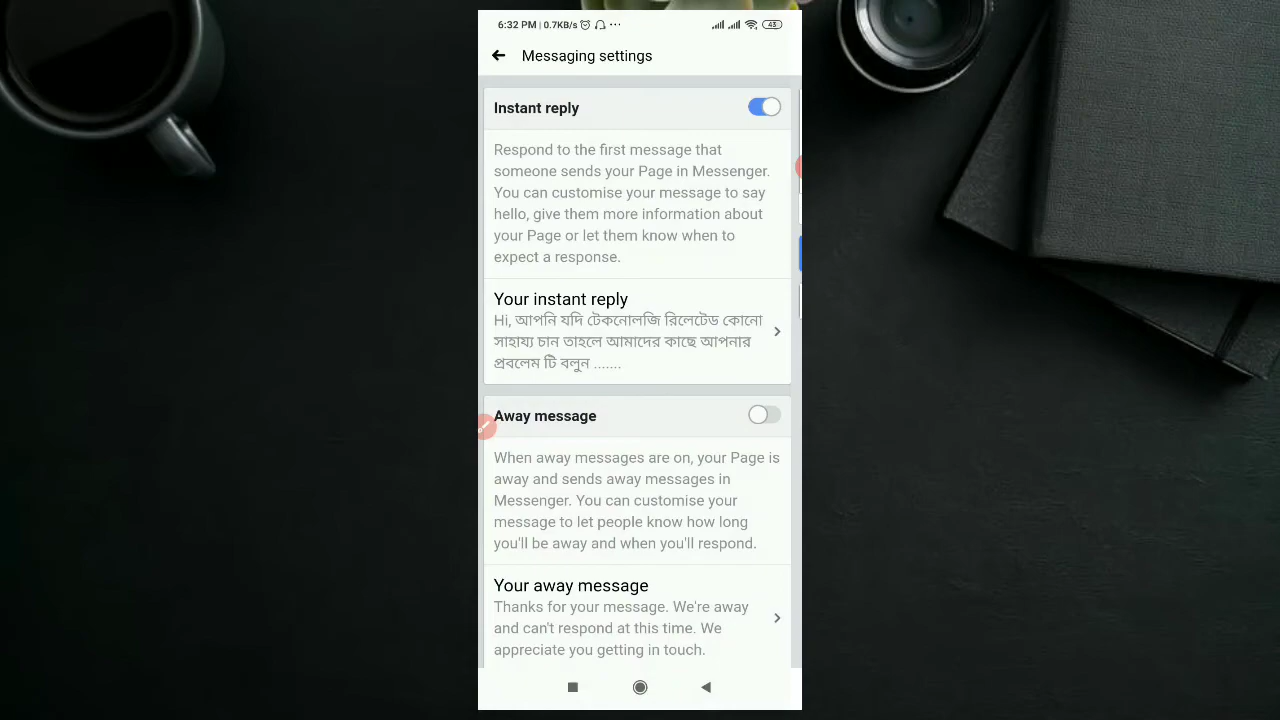 6:32 PM | 0.7KB/s ... 43
Messaging settings
Instant reply
Respond to the first message that
someone sends your Page in Messenger.
You can customise your message to say
hello, give them more information about
your Page or let them know when to
expect a response.
Your instant reply
Hi, আপনি যদি টেকনোলজি রিলেটেড কোনো
সাহায্য চান তাহলে আমাদের কাছে আপনার
প্রবলেম টি বলুন .......
Away message
When away messages are on, your Page is
away and sends away messages in
Messenger. You can customise your
message to let people know how long
you'll be away and when you'll respond.
Your away message
Thanks for your message. We're away
and can't respond at this time. We
appreciate you getting in touch.